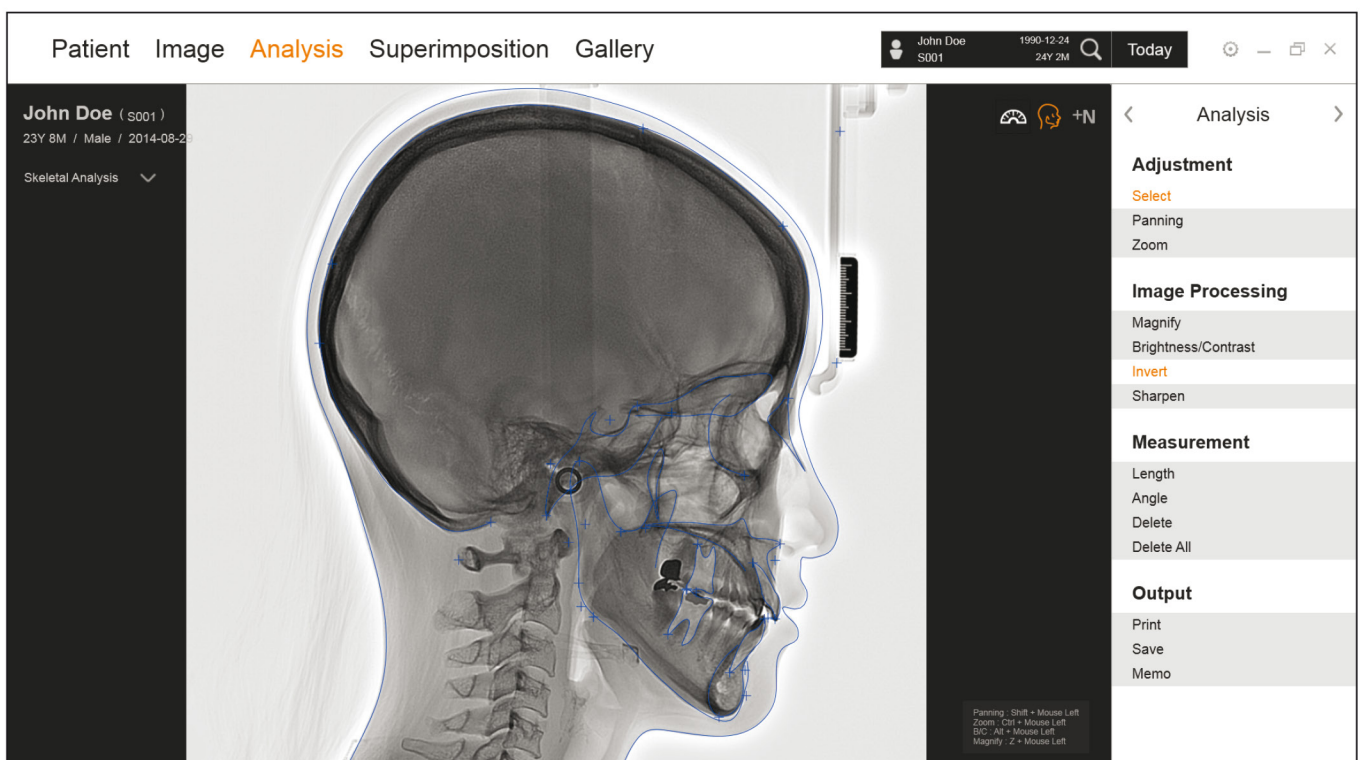 Patient Image Analysis Superimposition Gallery
John Doe 1990-12-24
S001 24Y 2M
Today
John Doe ( S001 )
23Y 8M / Male / 2014-08-29
Skeletal Analysis
+N
Analysis
Adjustment
Select
Panning
Zoom
Image Processing
Magnify
Brightness/Contrast
Invert
Sharpen
Measurement
Length
Angle
Delete
Delete All
Output
Print
Save
Memo
Panning : Shift + Mouse Left
Zoom : Ctrl + Mouse Left
B/C : Alt + Mouse Left
Magnify : Z + Mouse Left